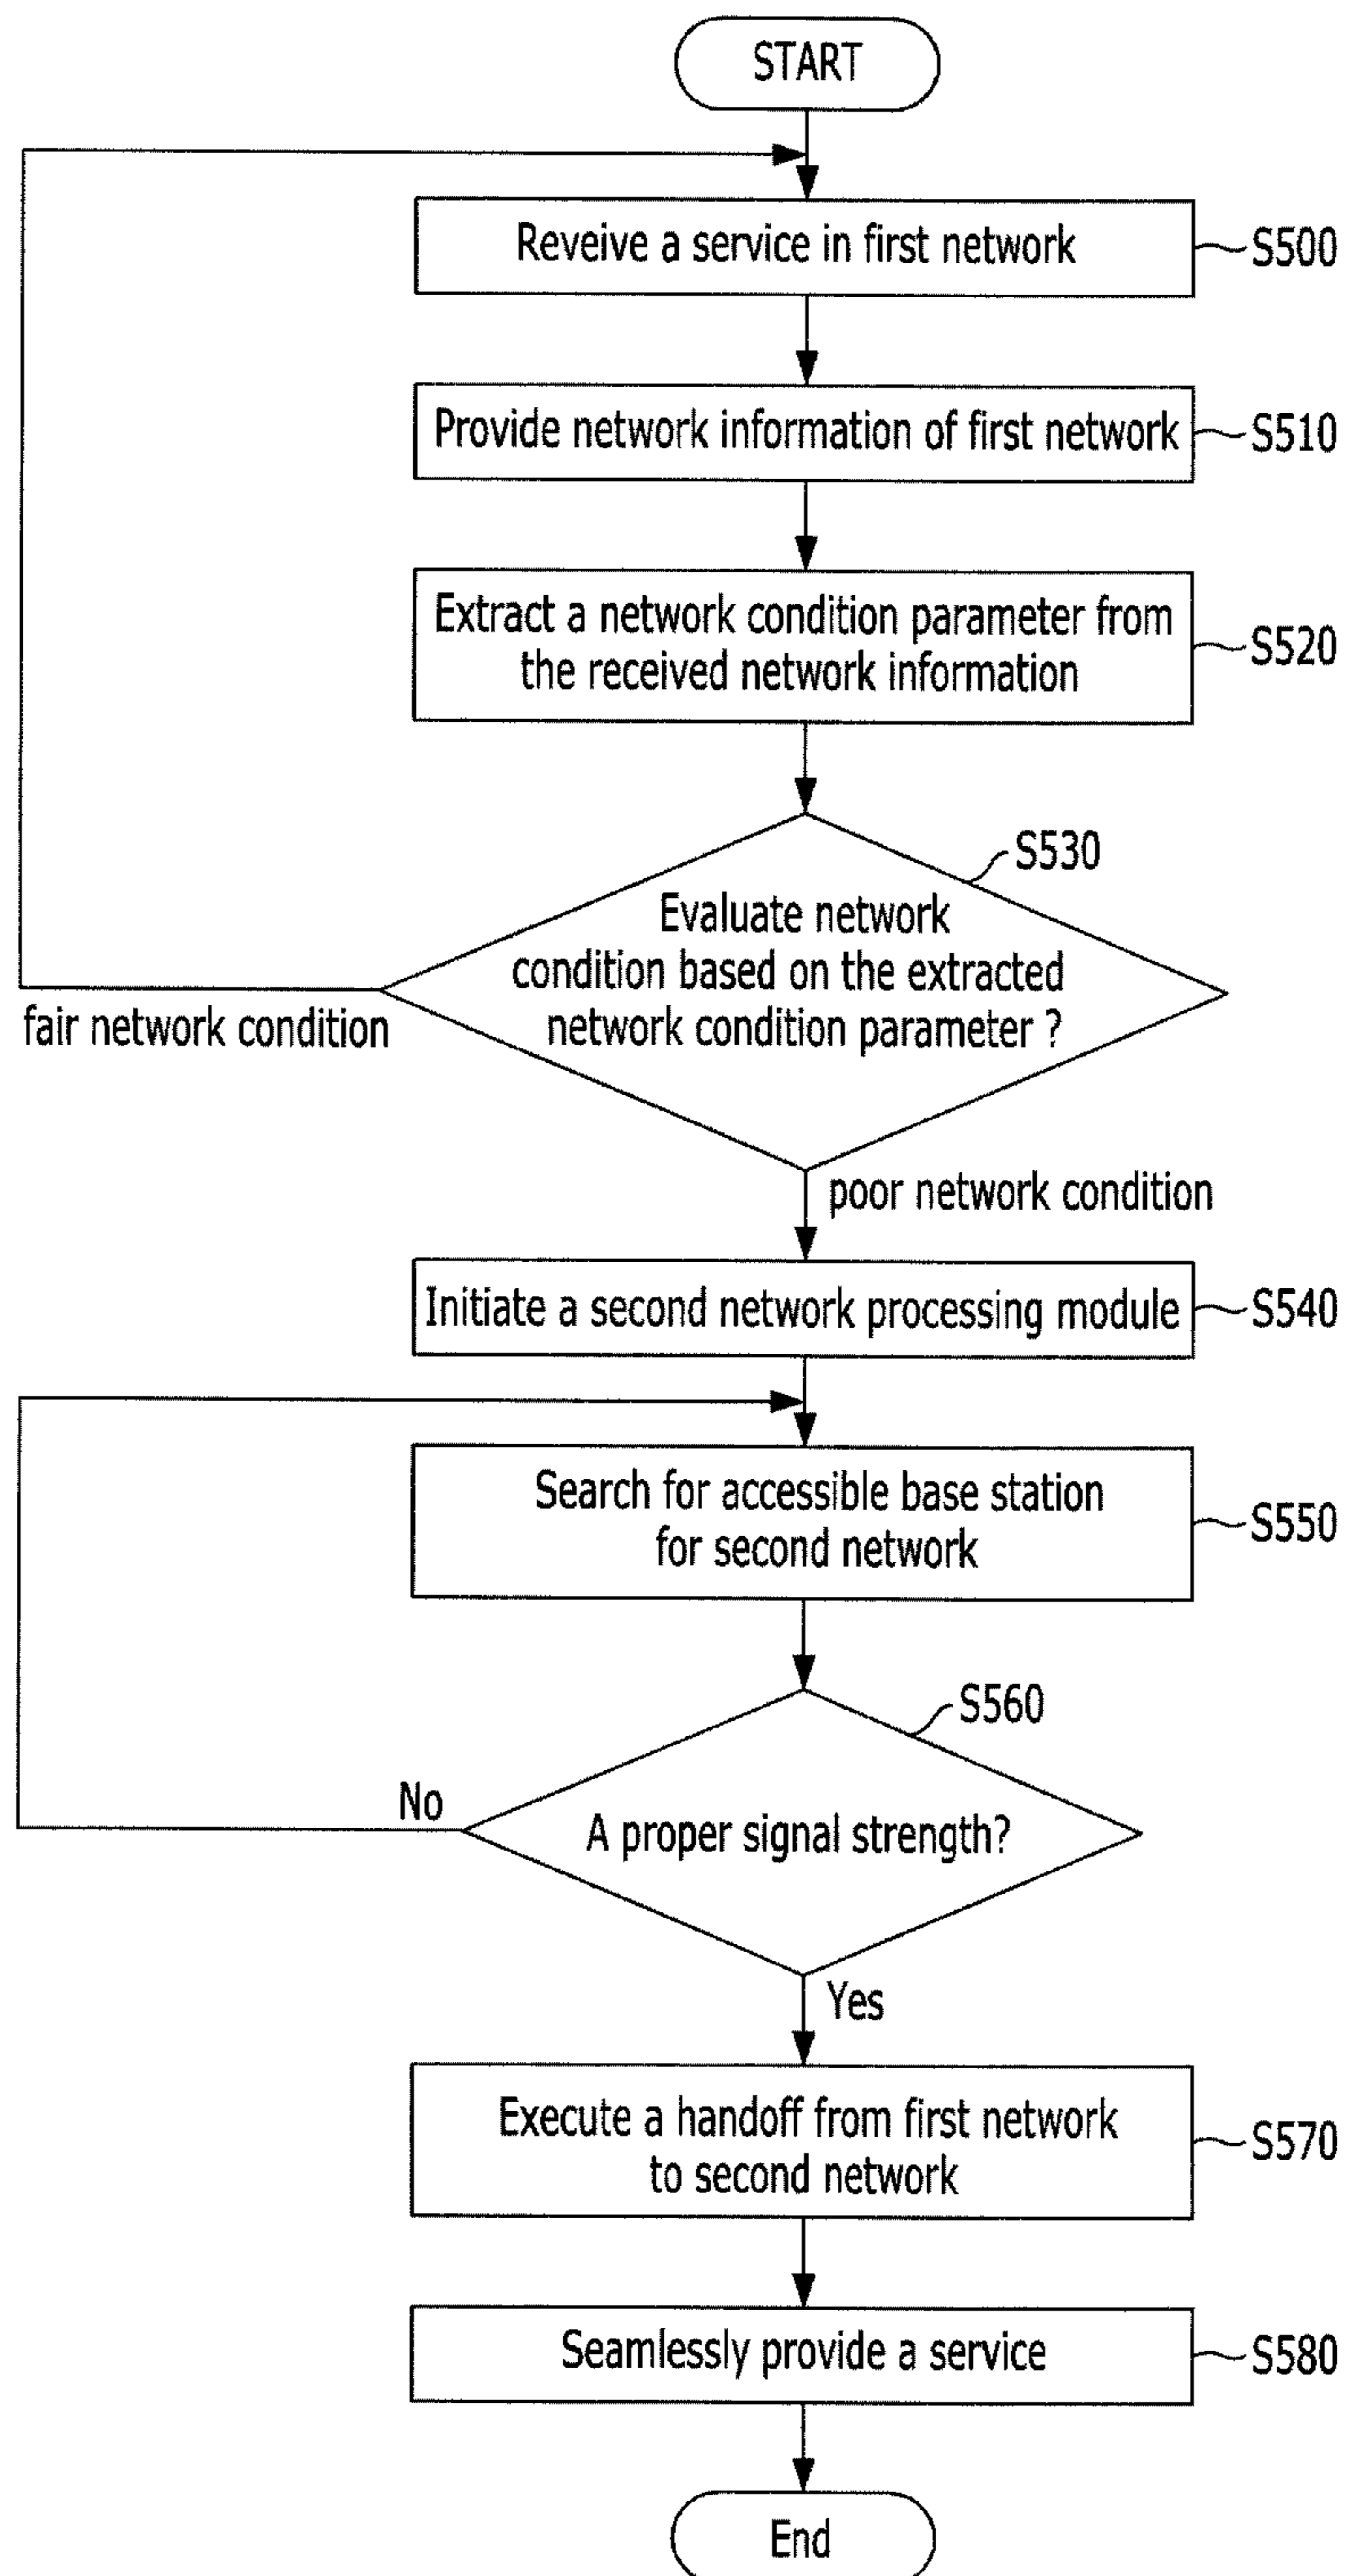 START
Reveive a service in first network
S500
Provide network information of first network
S510
Extract a network condition parameter from
the received network information
S520
S530
Evaluate network
condition based on the extracted
network condition parameter ?
fair network condition
poor network condition
Initiate a second network processing module
S540
Search for accessible base station
for second network
S550
S560
No
A proper signal strength?
Yes
Execute a handoff from first network
to second network
S570
Seamlessly provide a service
S580
End